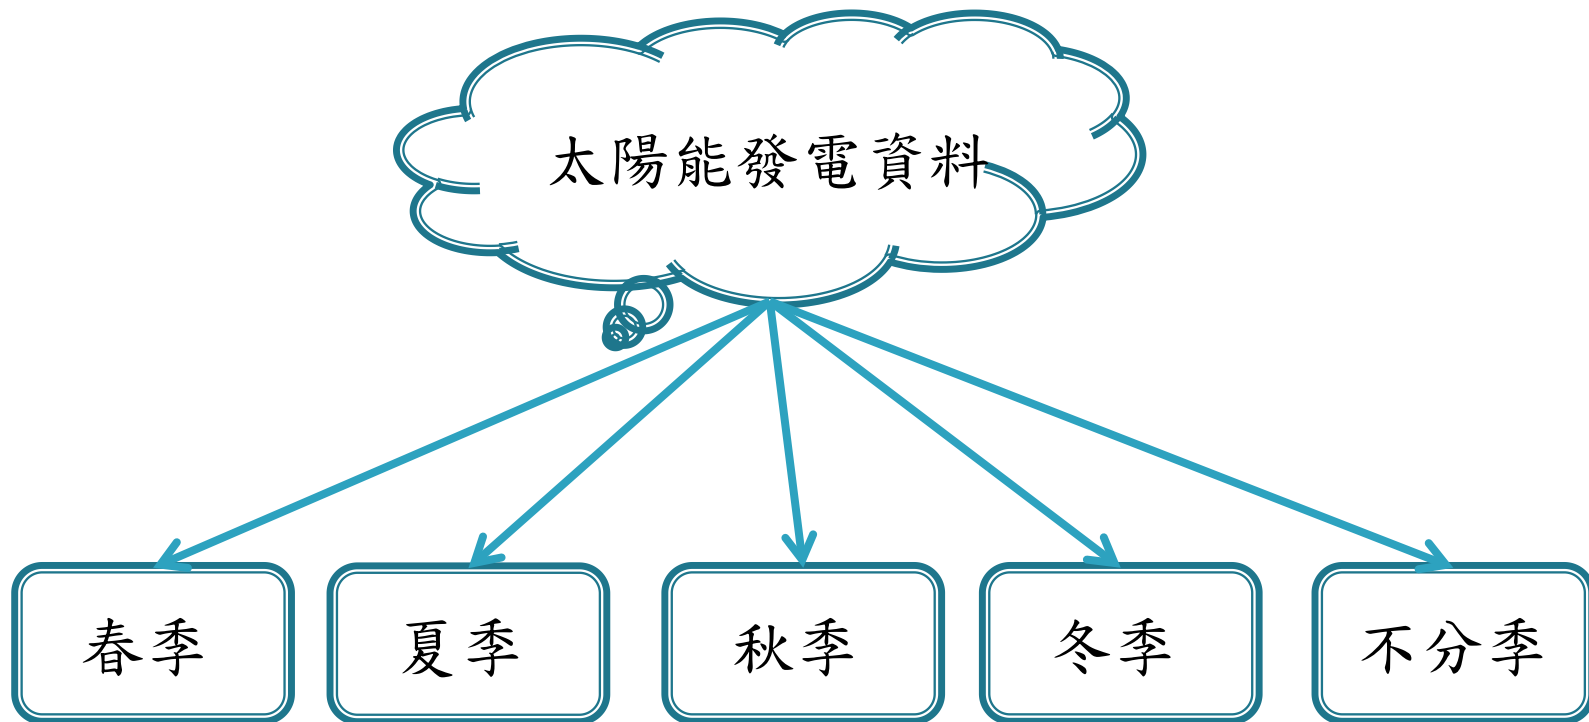 太陽能發電資料
春季
夏季
秋季
冬季
不分季